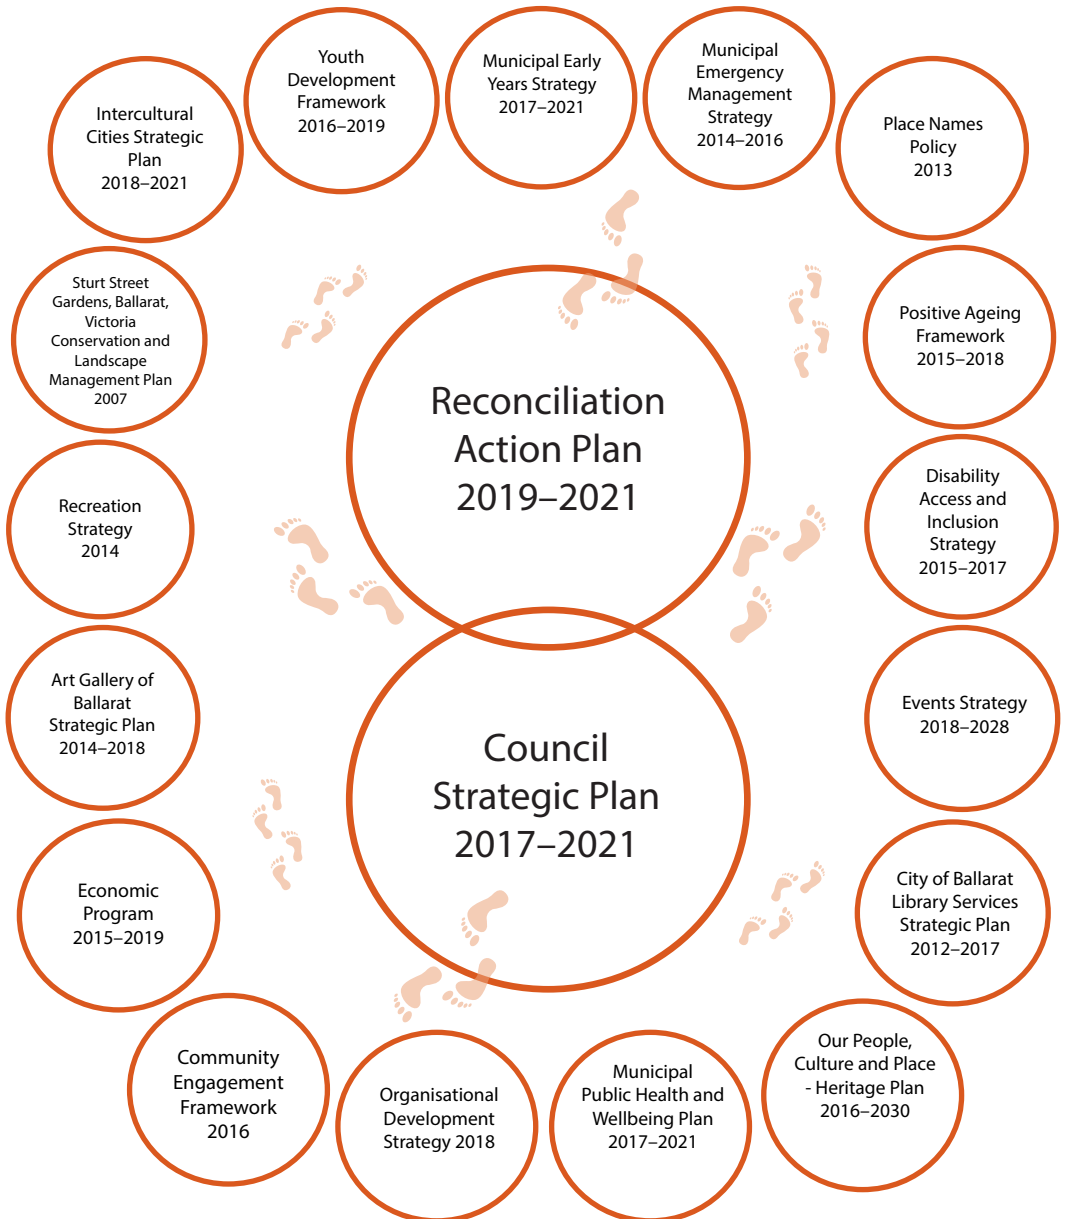 Youth
Development
Framework
2016–2019
Municipal Early
Years Strategy
2017–2021
Municipal
Emergency
Management
Strategy
2014–2016
Intercultural
Cities Strategic
Plan
2018–2021
Place Names
Policy
2013
Sturt Street
Gardens, Ballarat,
Victoria
Conservation and
Landscape
Management Plan
2007
Positive Ageing
Framework
2015–2018
Reconciliation
Action Plan
2019–2021
Recreation
Strategy
2014
Disability
Access and
Inclusion
Strategy
2015–2017
Art Gallery of
Ballarat
Strategic Plan
2014–2018
Events Strategy
2018–2028
Council
Strategic Plan
2017–2021
Economic
Program
2015–2019
City of Ballarat
Library Services
Strategic Plan
2012–2017
Community
Engagement
Framework
2016
Organisational
Development
Strategy 2018
Municipal
Public Health and
Wellbeing Plan
2017–2021
Our People,
Culture and Place
- Heritage Plan
2016–2030